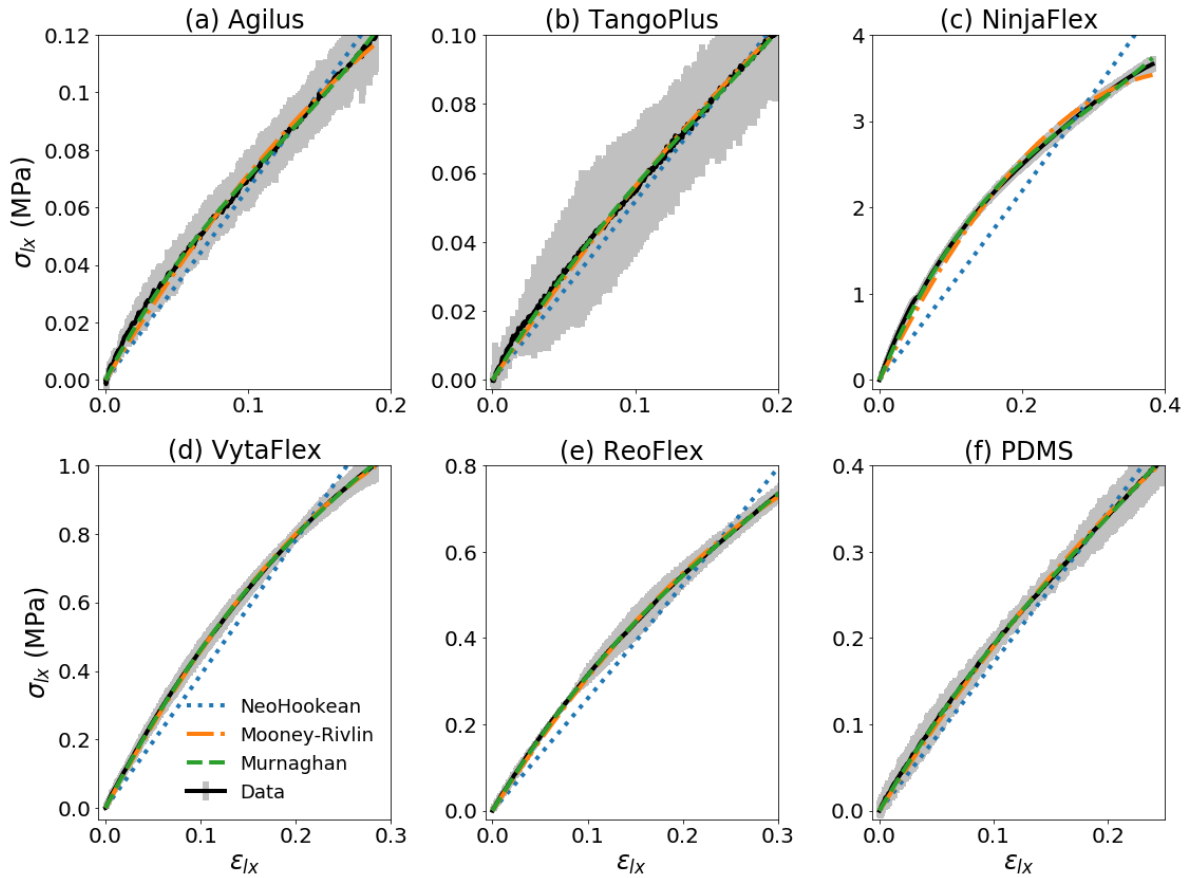 (a) Agilus
(b) TangoPlus
(c) NinjaFlex
σlx (MPa)
0.12
0.10
0.08
0.06
0.04
0.02
0.00
0.0 0.1 0.2
0.10
0.08
0.06
0.04
0.02
0.00
0.0 0.1 0.2
4
3
2
1
0
0.0 0.2 0.4
(d) VytaFlex
(e) ReoFlex
(f) PDMS
σlx (MPa)
1.0
0.8
0.6
0.4
0.2
0.0
NeoHookean
Mooney-Rivlin
Murnaghan
Data
0.0 0.1 0.2 0.3
εlx
0.8
0.6
0.4
0.2
0.0
0.0 0.1 0.2 0.3
εlx
0.4
0.3
0.2
0.1
0.0
0.0 0.1 0.2
εlx